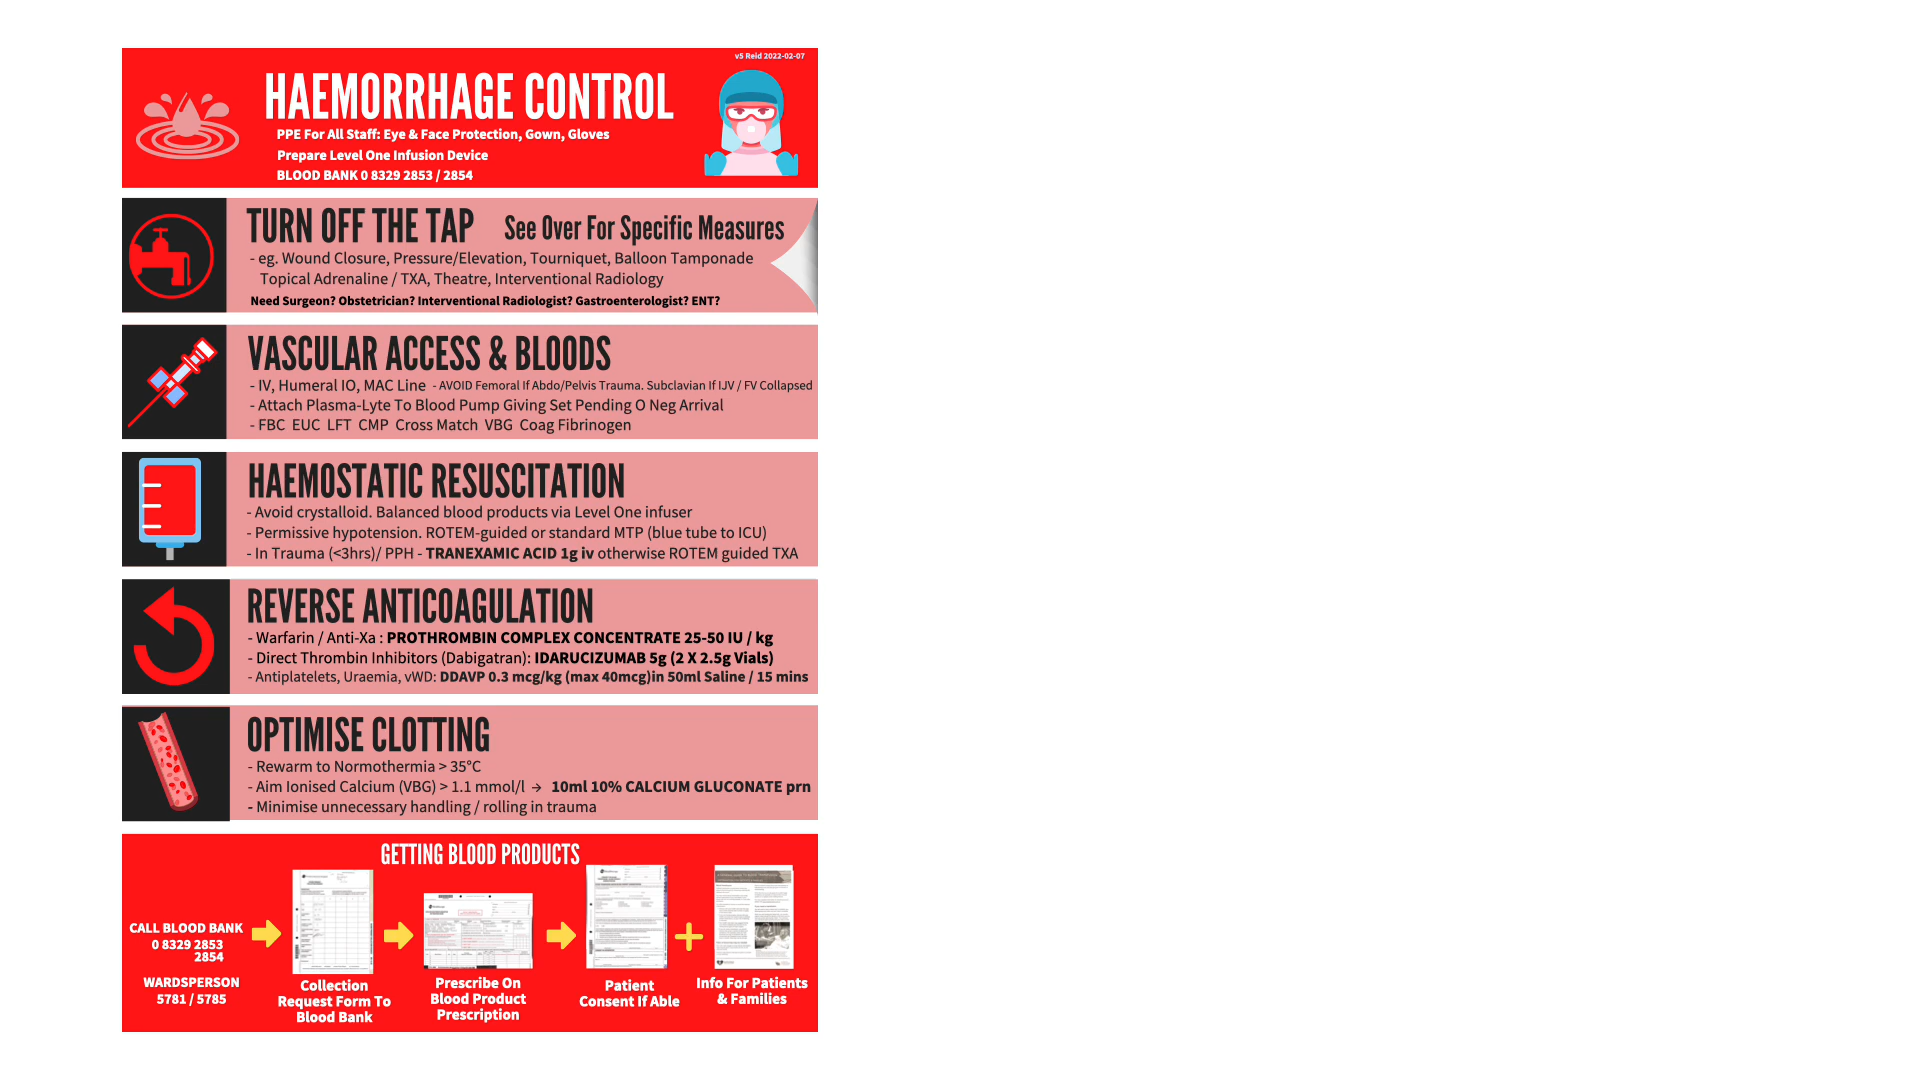 v5 Reid 2022-02-07
HAEMORRHAGE CONTROL
PPE For All Staff: Eye & Face Protection, Gown, Gloves
Prepare Level One Infusion Device
BLOOD BANK 0 8329 2853 / 2854
TURN OFF THE TAP See Over For Specific Measures
- eg. Wound Closure, Pressure/Elevation, Tourniquet, Balloon Tamponade
Topical Adrenaline / TXA, Theatre, Interventional Radiology
Need Surgeon? Obstetrician? Interventional Radiologist? Gastroenterologist? ENT?
VASCULAR ACCESS & BLOODS
- IV, Humeral IO, MAC Line - AVOID Femoral If Abdo/Pelvis Trauma. Subclavian If IJV / FV Collapsed
- Attach Plasma-Lyte To Blood Pump Giving Set Pending O Neg Arrival
- FBC EUC LFT CMP Cross Match VBG Coag Fibrinogen
HAEMOSTATIC RESUSCITATION
- Avoid crystalloid. Balanced blood products via Level One infuser
- Permissive hypotension. ROTEM-guided or standard MTP (blue tube to ICU)
- In Trauma (<3hrs)/ PPH - TRANEXAMIC ACID 1g iv otherwise ROTEM guided TXA
REVERSE ANTICOAGULATION
- Warfarin / Anti-Xa : PROTHROMBIN COMPLEX CONCENTRATE 25-50 IU / kg
- Direct Thrombin Inhibitors (Dabigatran): IDARUCIZUMAB 5g (2 X 2.5g Vials)
- Antiplatelets, Uraemia, vWD: DDAVP 0.3 mcg/kg (max 40mcg)in 50ml Saline / 15 mins
OPTIMISE CLOTTING
- Rewarm to Normothermia > 35°C
- Aim Ionised Calcium (VBG) > 1.1 mmol/l → 10ml 10% CALCIUM GLUCONATE prn
- Minimise unnecessary handling / rolling in trauma
GETTING BLOOD PRODUCTS
CALL BLOOD BANK
0 8329 2853
2854
WARDSPERSON
5781 / 5785
Collection
Request Form To
Blood Bank
Prescribe On
Blood Product
Prescription
Patient
Consent If Able
Info For Patients
& Families